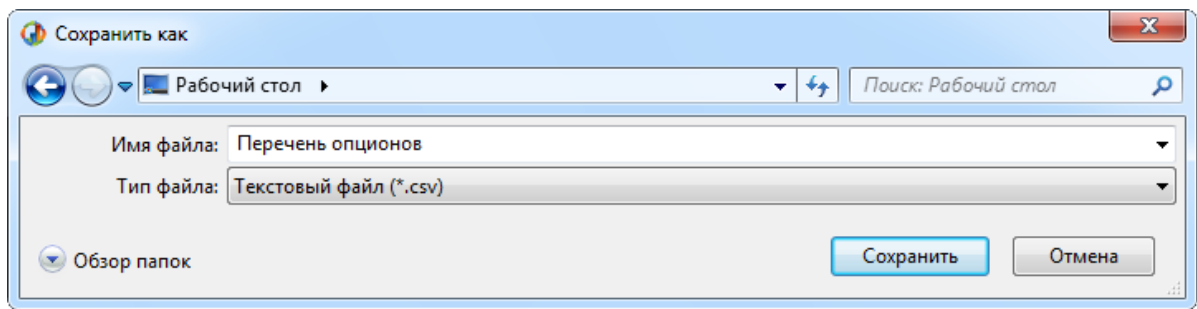 Сохранить как
Рабочий стол
Поиск: Рабочий стол
Имя файла: Перечень опционов
Тип файла: Текстовый файл (*.csv)
Обзор папок
Сохранить
Отмена